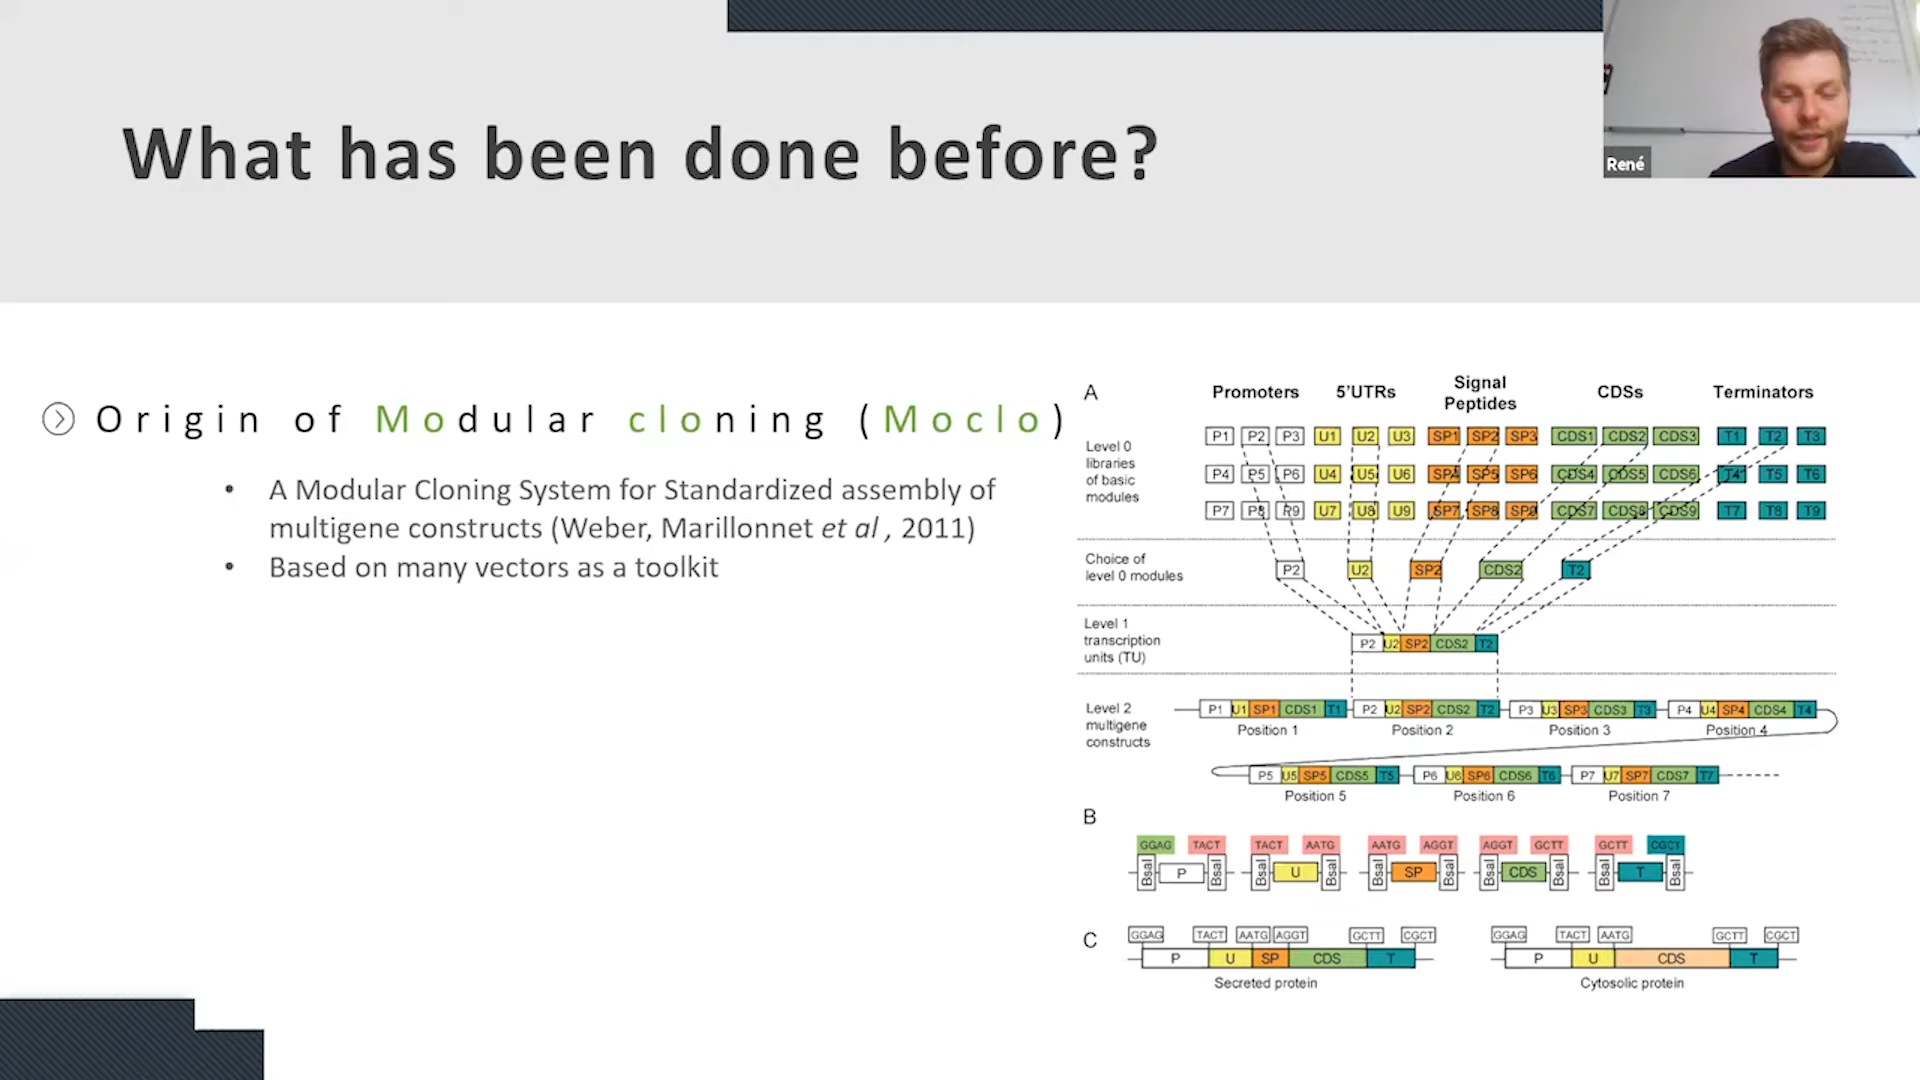 What has been done before?
René
Origin of Modular cloning (Moclo)
• A Modular Cloning System for Standardized assembly of
multigene constructs (Weber, Marillonnet et al , 2011)
• Based on many vectors as a toolkit
A
Promoters 5'UTRs Signal Peptides CDSs Terminators
Level 0
libraries
of basic
modules
P1 P2 P3 U1 U2 U3 SP1 SP2 SP3 CDS1 CDS2 CDS3 T1 T2 T3
P4 P5 P6 U4 U5 U6 SP4 SP5 SP6 CDS4 CDS5 CDS6 T4 T5 T6
P7 P8 P9 U7 U8 U9 SP7 SP8 SP9 CDS7 CDS8 CDS9 T7 T8 T9
Choice of
level 0 modules
P2 U2 SP2 CDS2 T2
Level 1
transcription
units (TU)
P2 U2 SP2 CDS2 T2
Level 2
multigene
constructs
P1 U1 SP1 CDS1 T1 P2 U2 SP2 CDS2 T2 P3 U3 SP3 CDS3 T3 P4 U4 SP4 CDS4 T4
Position 1 Position 2 Position 3 Position 4
P5 U5 SP5 CDS5 T5 P6 U6 SP6 CDS6 T6 P7 U7 SP7 CDS7 T7
Position 5 Position 6 Position 7
B
GGAG TACT TACT AATG AATG AGGT AGGT GCTT GCTT CGCT
BsaI P BsaI BsaI U BsaI BsaI SP BsaI BsaI CDS BsaI BsaI T BsaI
C
GGAG TACT AATG AGGT GCTT CGCT GGAG TACT AATG GCTT CGCT
P U SP CDS T P U CDS T
Secreted protein Cytosolic protein